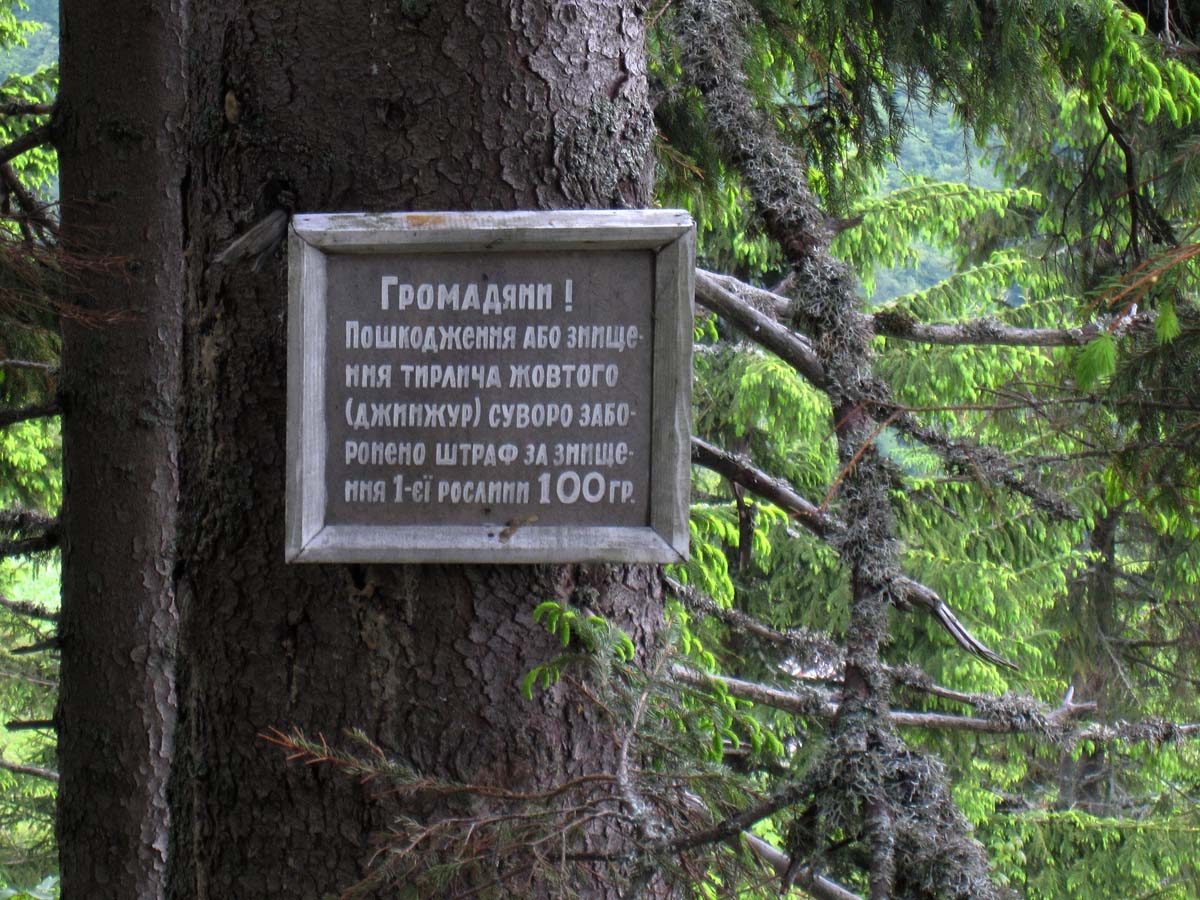 Громадяни !
Пошкодження або знище-
ння тирлича жовтого
(джинжур) суворо забо-
ронено штраф за знище-
ння 1-єї рослини 100 гр.